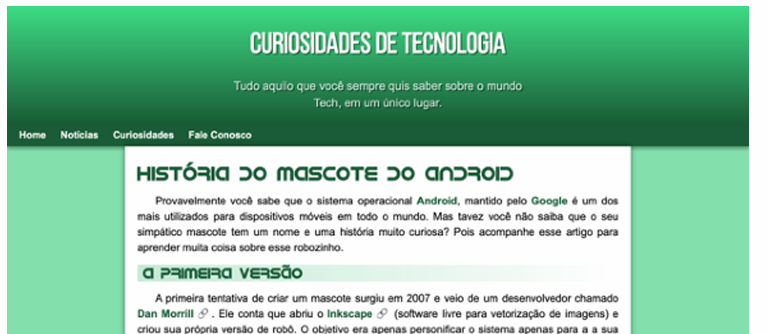 CURIOSIDADES DE TECNOLOGIA
Tudo aquilo que você sempre quis saber sobre o mundo
Tech, em um único lugar.
Home Notícias Curiosidades Fale Conosco
HISTÓRIA DO MASCOTE DO ANDROID
Provavelmente você sabe que o sistema operacional Android, mantido pelo Google é um dos
mais utilizados para dispositivos móveis em todo o mundo. Mas tavez você não saiba que o seu
simpático mascote tem um nome e uma história muito curiosa? Pois acompanhe esse artigo para
aprender muita coisa sobre esse robozinho.
A PRIMEIRA VERSÃO
A primeira tentativa de criar um mascote surgiu em 2007 e veio de um desenvolvedor chamado
Dan Morrill . Ele conta que abriu o Inkscape (software livre para vetorização de imagens) e
criou sua própria versão de robô. O objetivo era apenas personificar o sistema apenas para a a sua